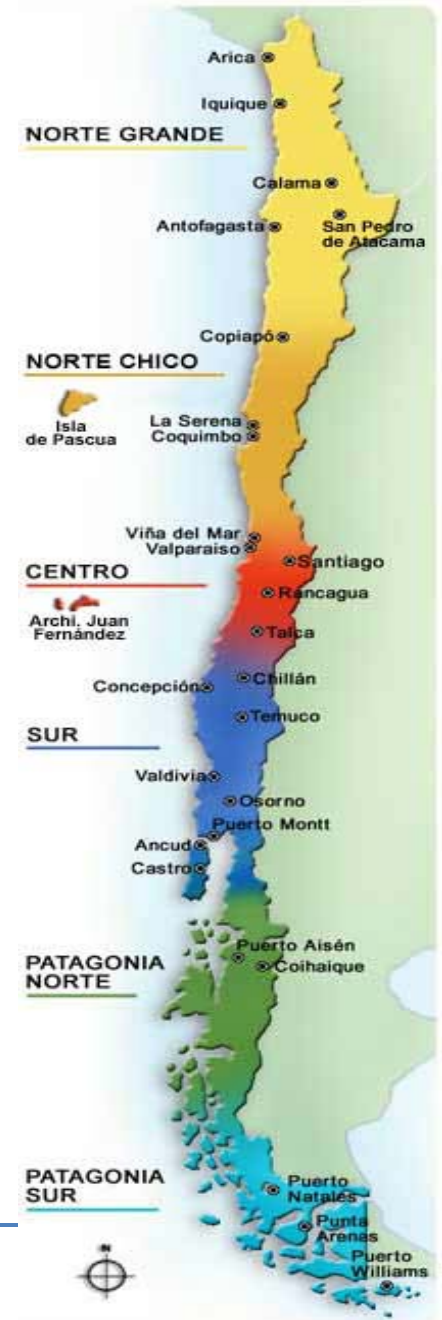 Arica
Iquique
NORTE GRANDE
Calama
Antofagasta
San Pedro
de Atacama
Copiapó
NORTE CHICO
Isla
de Pascua
La Serena
Coquimbo
Viña del Mar
Valparaiso
Santiago
CENTRO
Rancagua
Archi. Juan
Fernández
Talca
Chillán
Concepción
Temuco
SUR
Valdivia
Osorno
Puerto Montt
Ancud
Castro
Puerto Aisén
Coihaique
PATAGONIA
NORTE
PATAGONIA
SUR
Puerto
Natales
Punta
Arenas
Puerto
Williams
N